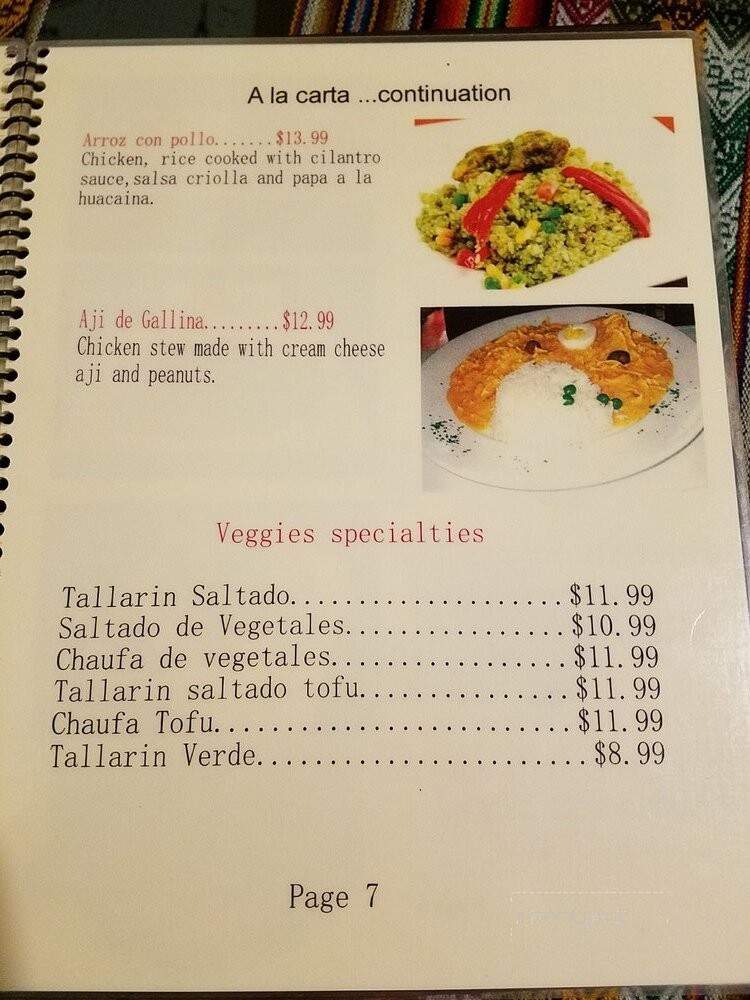 A la carta ...continuation
Arroz con pollo.......$13.99
Chicken, rice cooked with cilantro
sauce,salsa criolla and papa a la
huacaina.
Aji de Gallina.........$12.99
Chicken stew made with cream cheese
aji and peanuts.
Veggies specialties
Tallarin Saltado....................$11.99
Saltado de Vegetales................$10.99
Chaufa de vegetales.................$11.99
Tallarin saltado tofu...............$11.99
Chaufa Tofu.........................$11.99
Tallarin Verde.......................$8.99
Page 7